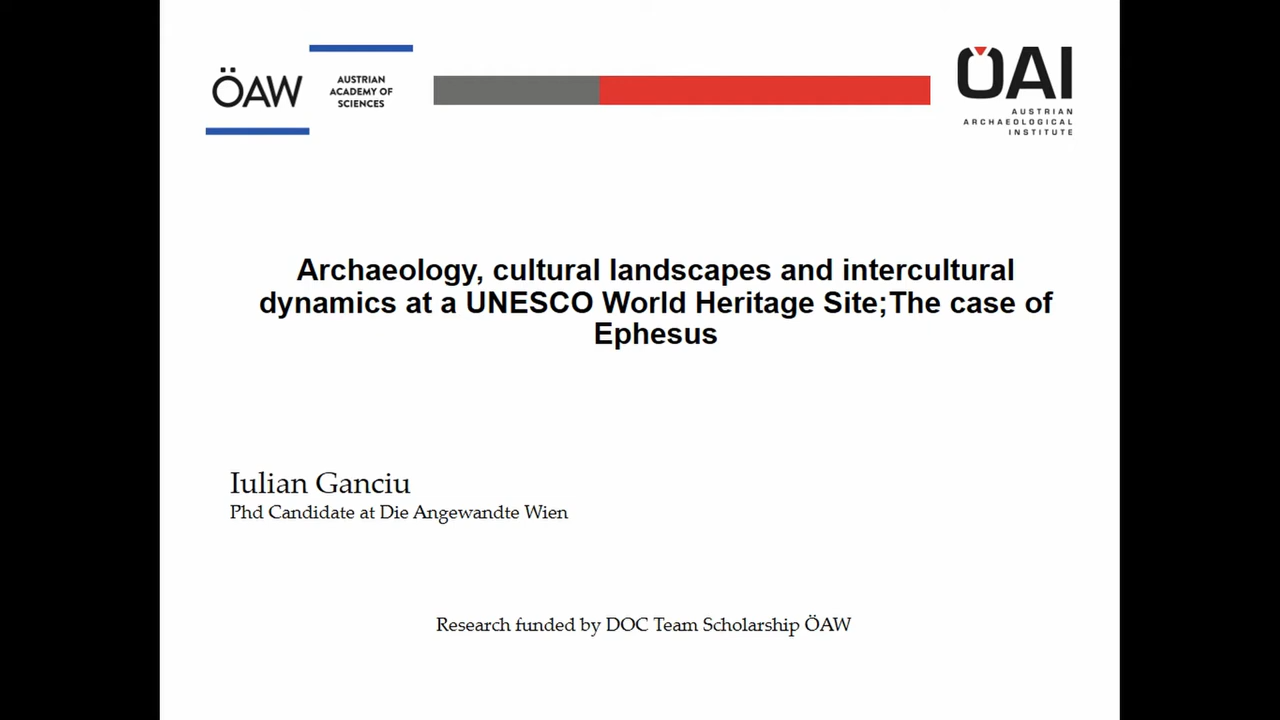 ÖAW
AUSTRIAN
ACADEMY OF
SCIENCES
ÖAI
AUSTRIAN
ARCHAEOLOGICAL
INSTITUTE
Archaeology, cultural landscapes and intercultural
dynamics at a UNESCO World Heritage Site;The case of
Ephesus
Iulian Ganciu
Phd Candidate at Die Angewandte Wien
Research funded by DOC Team Scholarship ÖAW